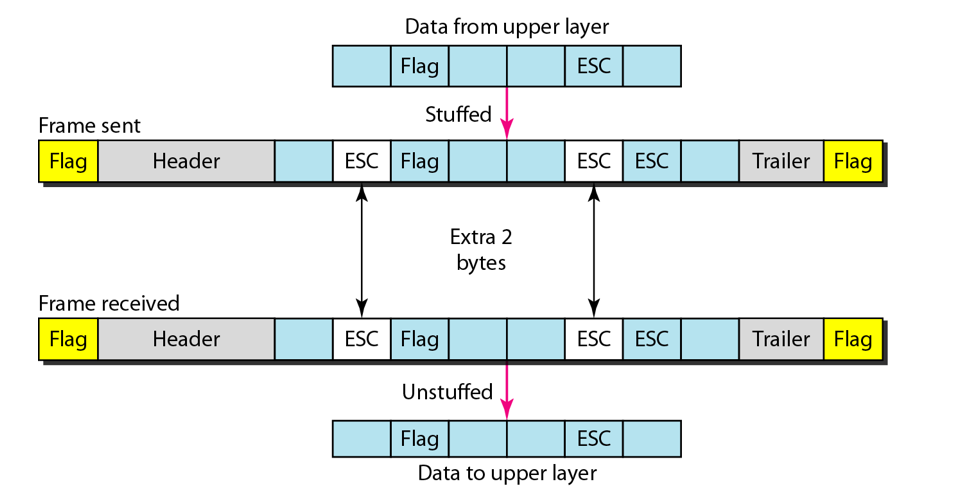 Data from upper layer
Flag ESC
Stuffed
Frame sent
Flag Header ESC Flag ESC ESC Trailer Flag
Extra 2
bytes
Frame received
Flag Header ESC Flag ESC ESC Trailer Flag
Unstuffed
Flag ESC
Data to upper layer